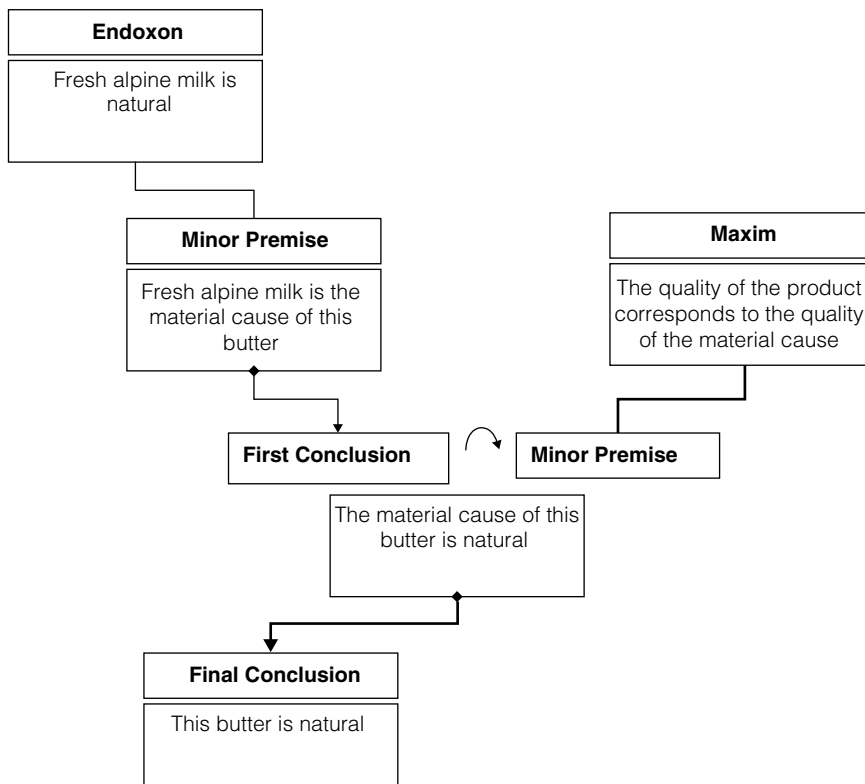 Endoxon
Fresh alpine milk is
natural
Minor Premise
Fresh alpine milk is the
material cause of this
butter
Maxim
The quality of the product
corresponds to the quality
of the material cause
First Conclusion
Minor Premise
The material cause of this
butter is natural
Final Conclusion
This butter is natural